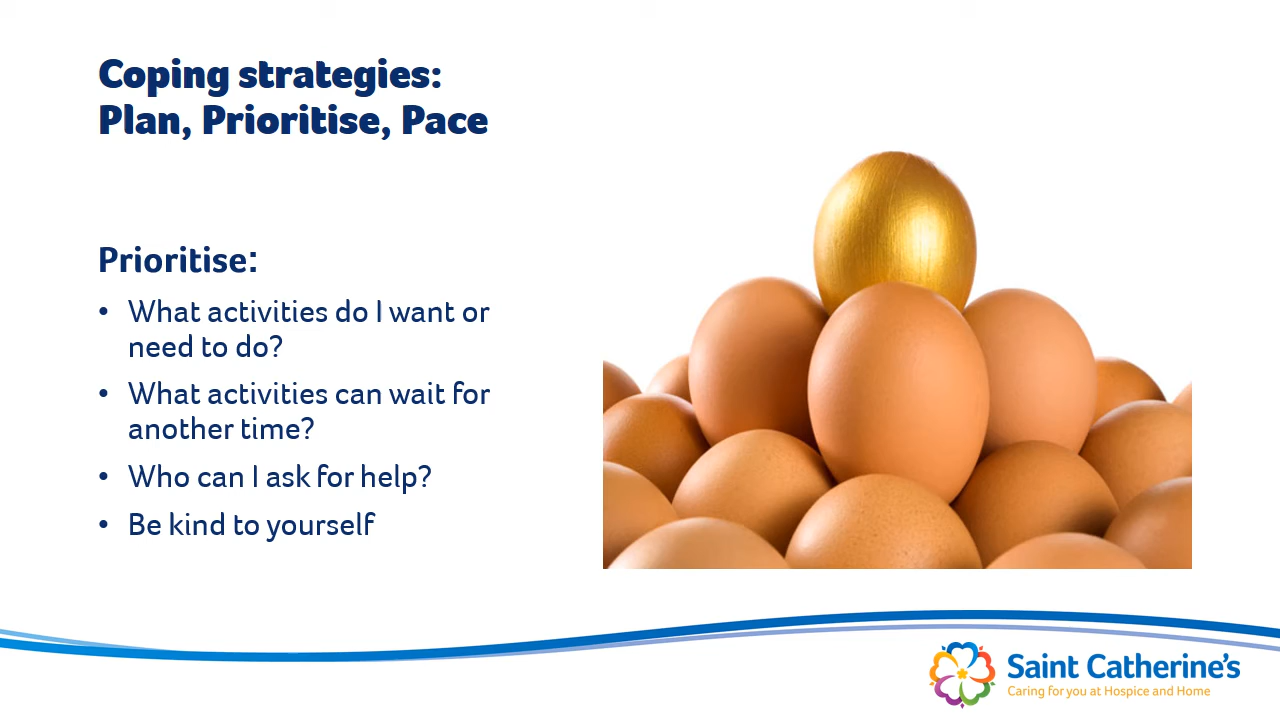 Coping strategies:
Plan, Prioritise, Pace
Prioritise:
• What activities do I want or
need to do?
• What activities can wait for
another time?
• Who can I ask for help?
• Be kind to yourself
Saint Catherine's
Caring for you at Hospice and Home